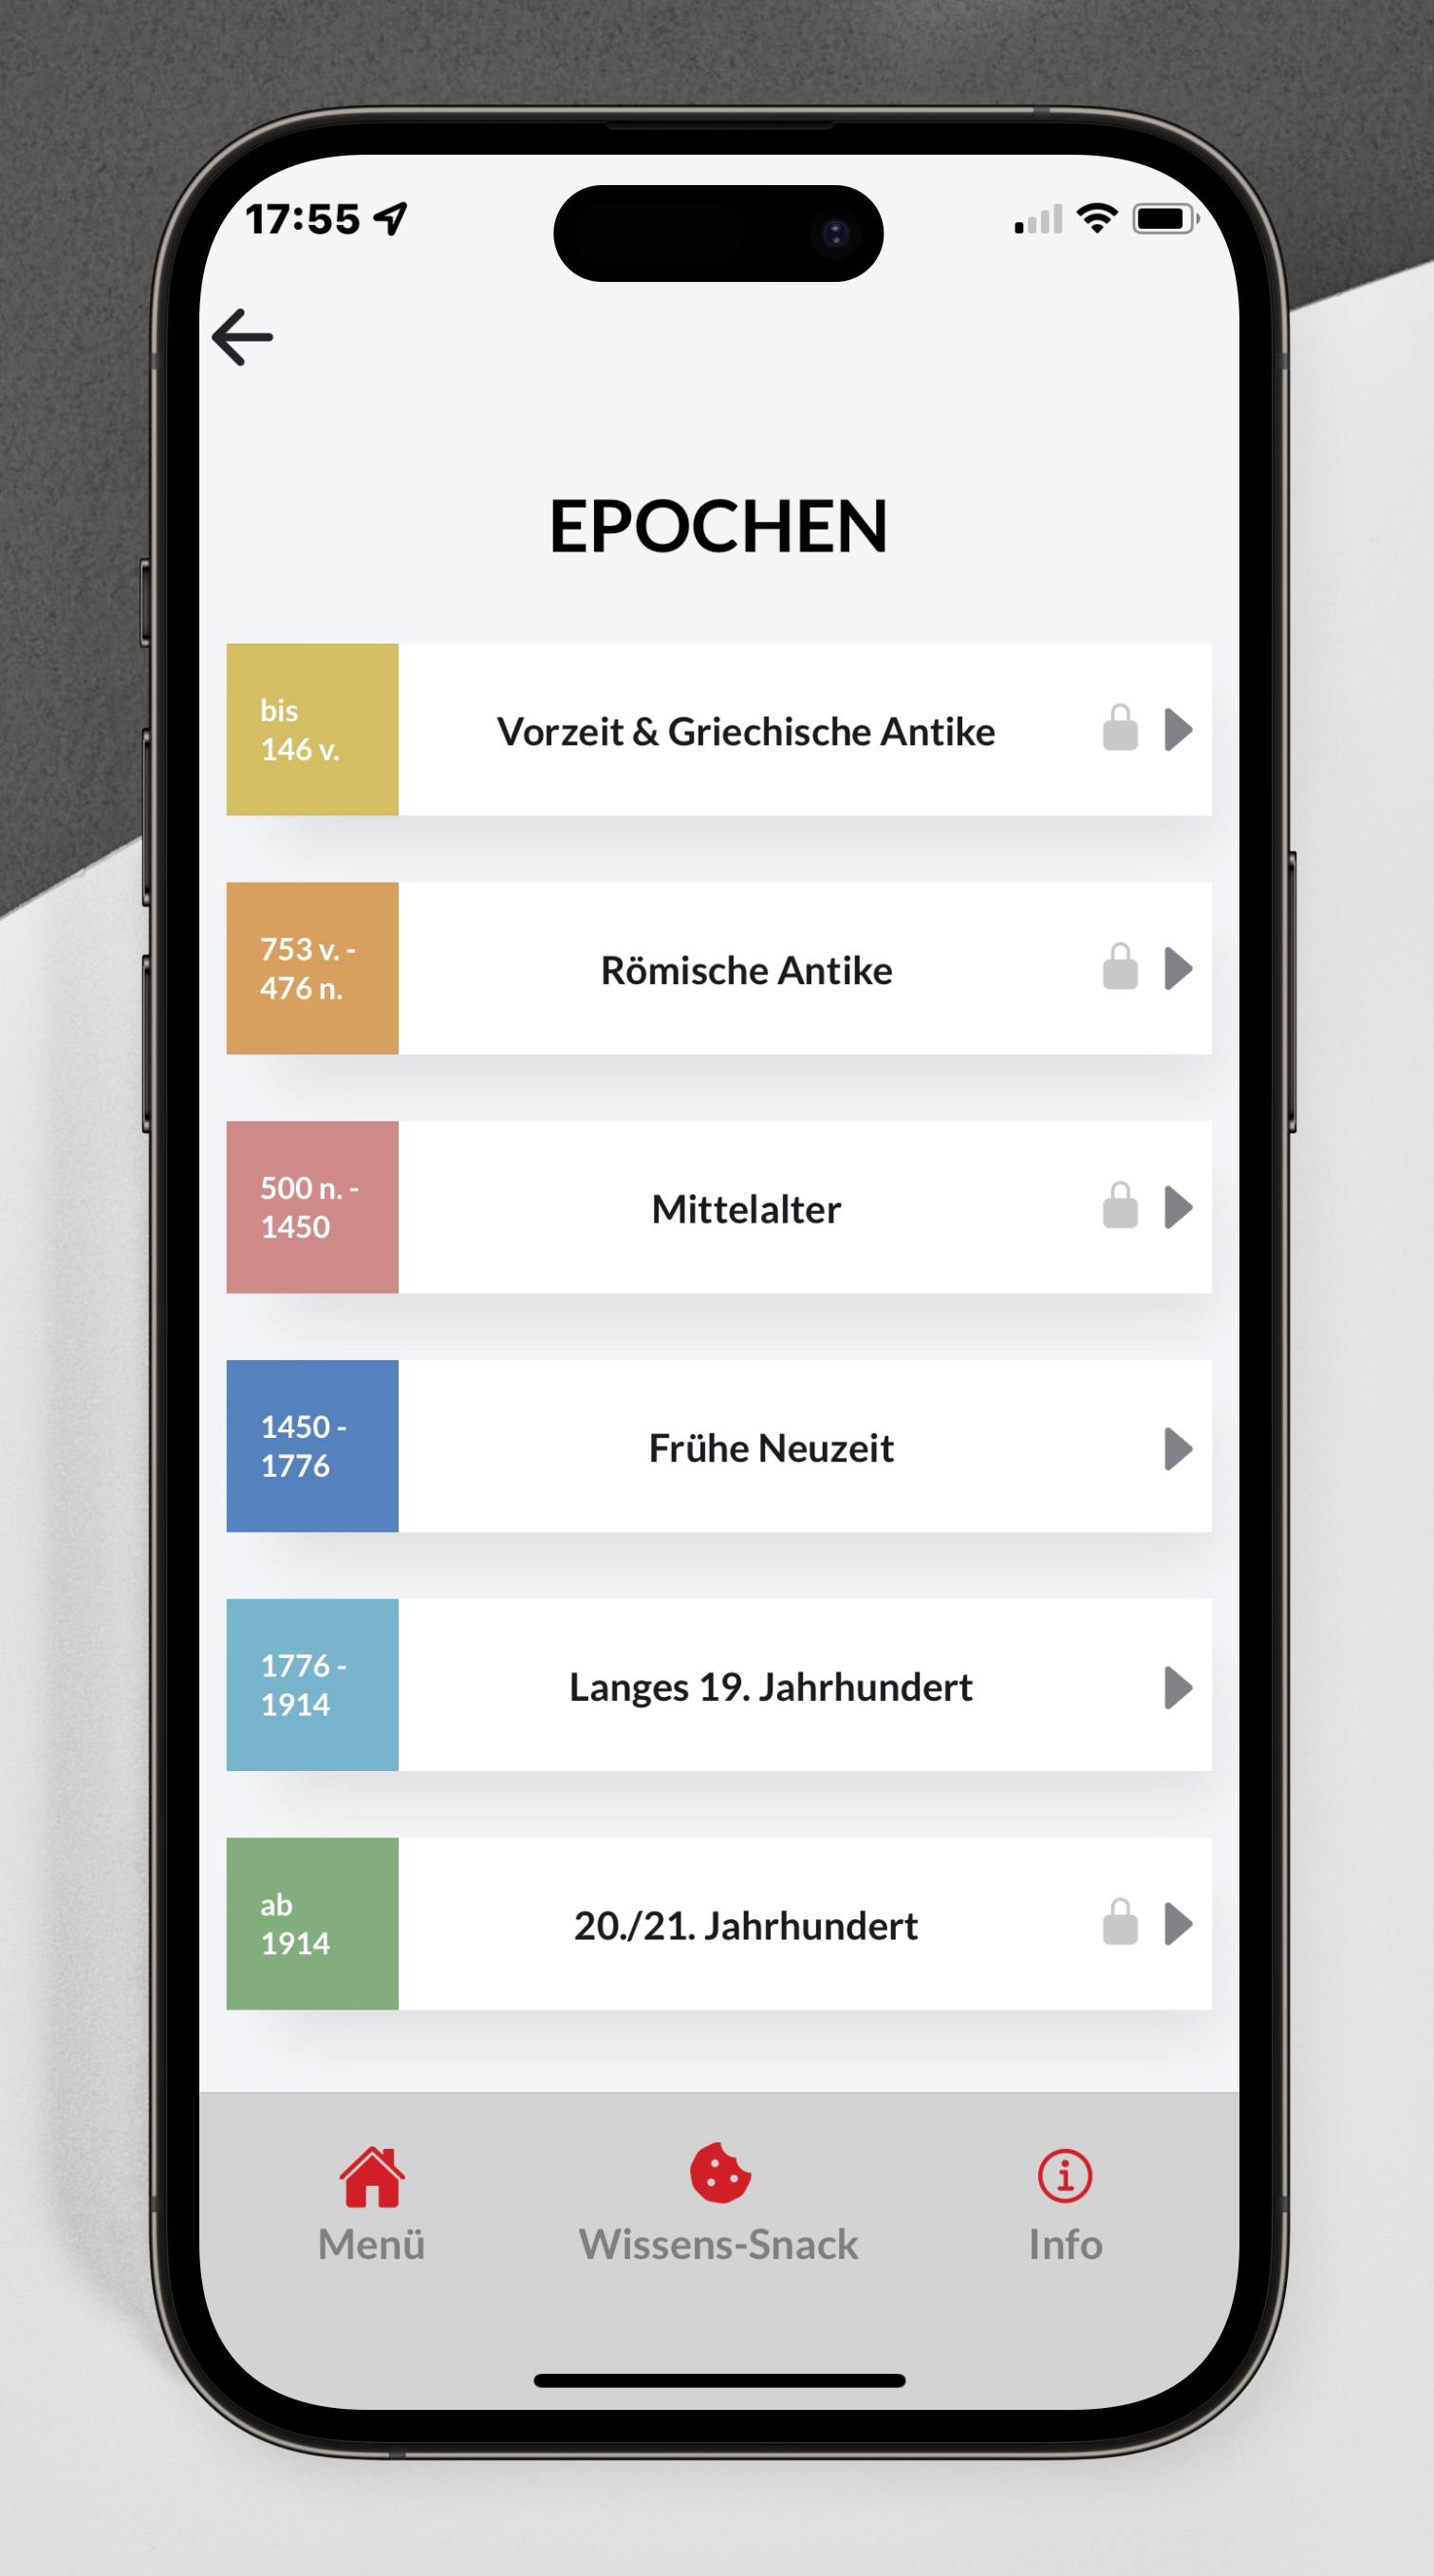 17:55
EPOCHEN
bis
146 v.
Vorzeit & Griechische Antike
753 v. -
476 n.
Römische Antike
500 n. -
1450
Mittelalter
1450 -
1776
Frühe Neuzeit
1776 -
1914
Langes 19. Jahrhundert
ab
1914
20./21. Jahrhundert
Menü
Wissens-Snack
Info